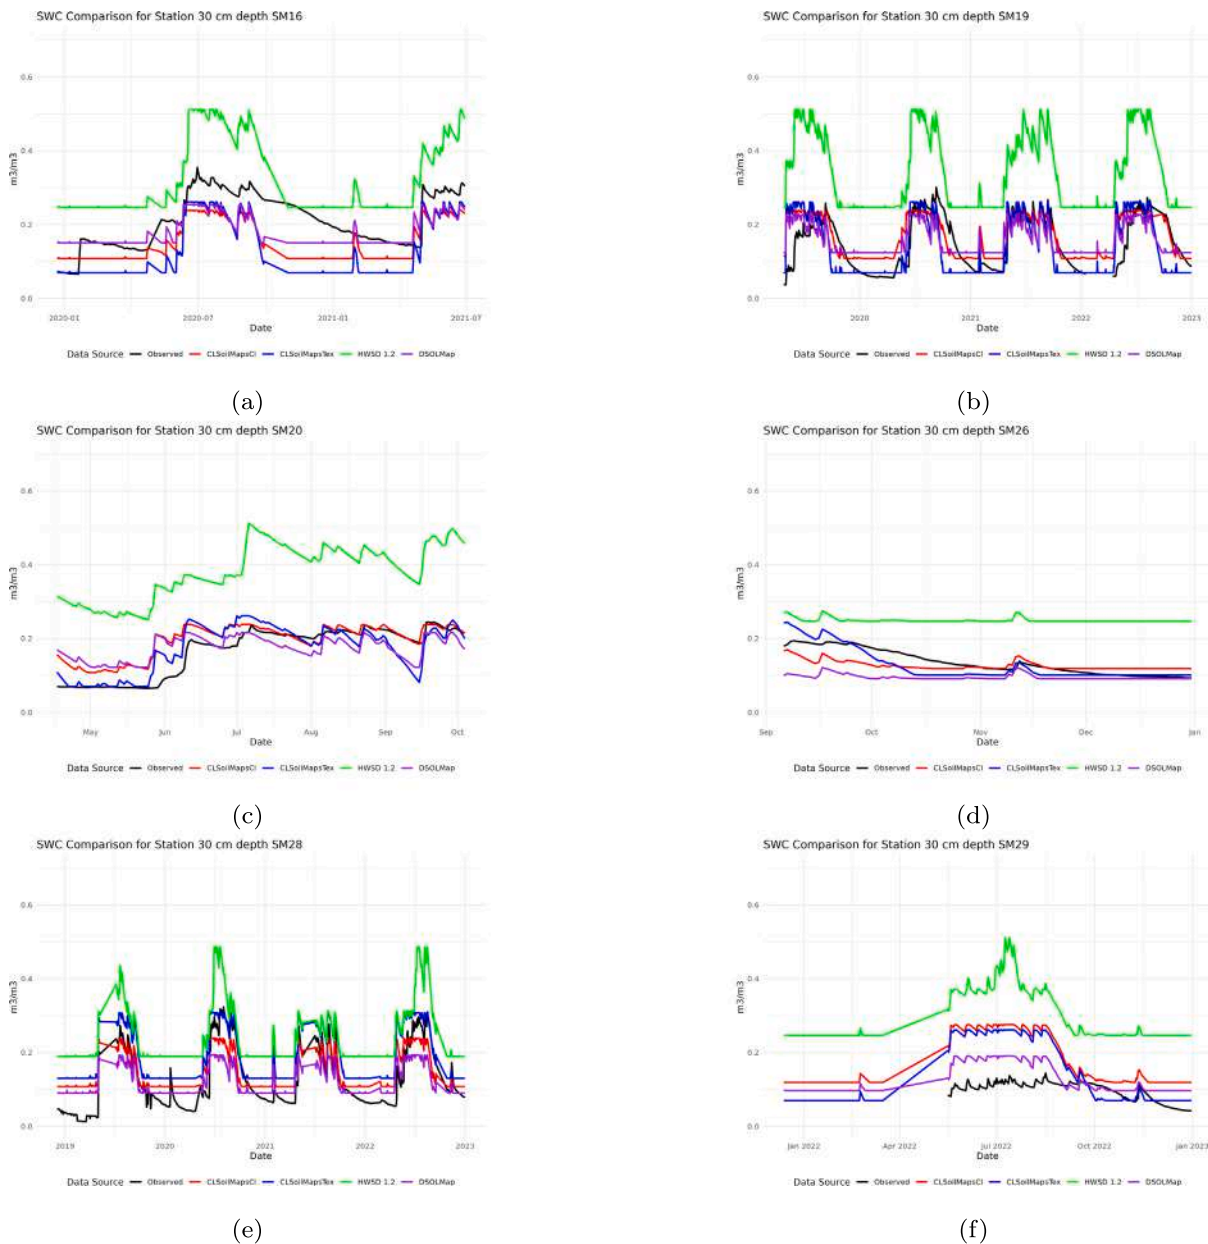 SWC Comparison for Station 30 cm depth SM16
SWC Comparison for Station 30 cm depth SM19
0.6
0.4
0.2
0.0
m3/m3
2020-01
2020-07
2021-01
2021-07
Date
Data Source Observed CLSoilMapsCl CLSoilMapsTex HWSD 1.2 DSOLMap
(a)
0.6
0.4
0.2
0.0
m3/m3
2020
2021
2022
2023
Date
Data Source Observed CLSoilMapsCl CLSoilMapsTex HWSD 1.2 DSOLMap
(b)
SWC Comparison for Station 30 cm depth SM20
0.6
0.4
0.2
0.0
m3/m3
May
Jun
Jul
Aug
Sep
Oct
Date
Data Source Observed CLSoilMapsCl CLSoilMapsTex HWSD 1.2 DSOLMap
(c)
SWC Comparison for Station 30 cm depth SM26
0.6
0.4
0.2
0.0
m3/m3
Sep
Oct
Nov
Dec
Jan
Date
Data Source Observed CLSoilMapsCl CLSoilMapsTex HWSD 1.2 DSOLMap
(d)
SWC Comparison for Station 30 cm depth SM28
0.6
0.4
0.2
0.0
m3/m3
2019
2020
2021
2022
2023
Date
Data Source Observed CLSoilMapsCl CLSoilMapsTex HWSD 1.2 DSOLMap
(e)
SWC Comparison for Station 30 cm depth SM29
0.6
0.4
0.2
0.0
m3/m3
Jan 2022
Apr 2022
Jul 2022
Oct 2022
Jan 2023
Date
Data Source Observed CLSoilMapsCl CLSoilMapsTex HWSD 1.2 DSOLMap
(f)